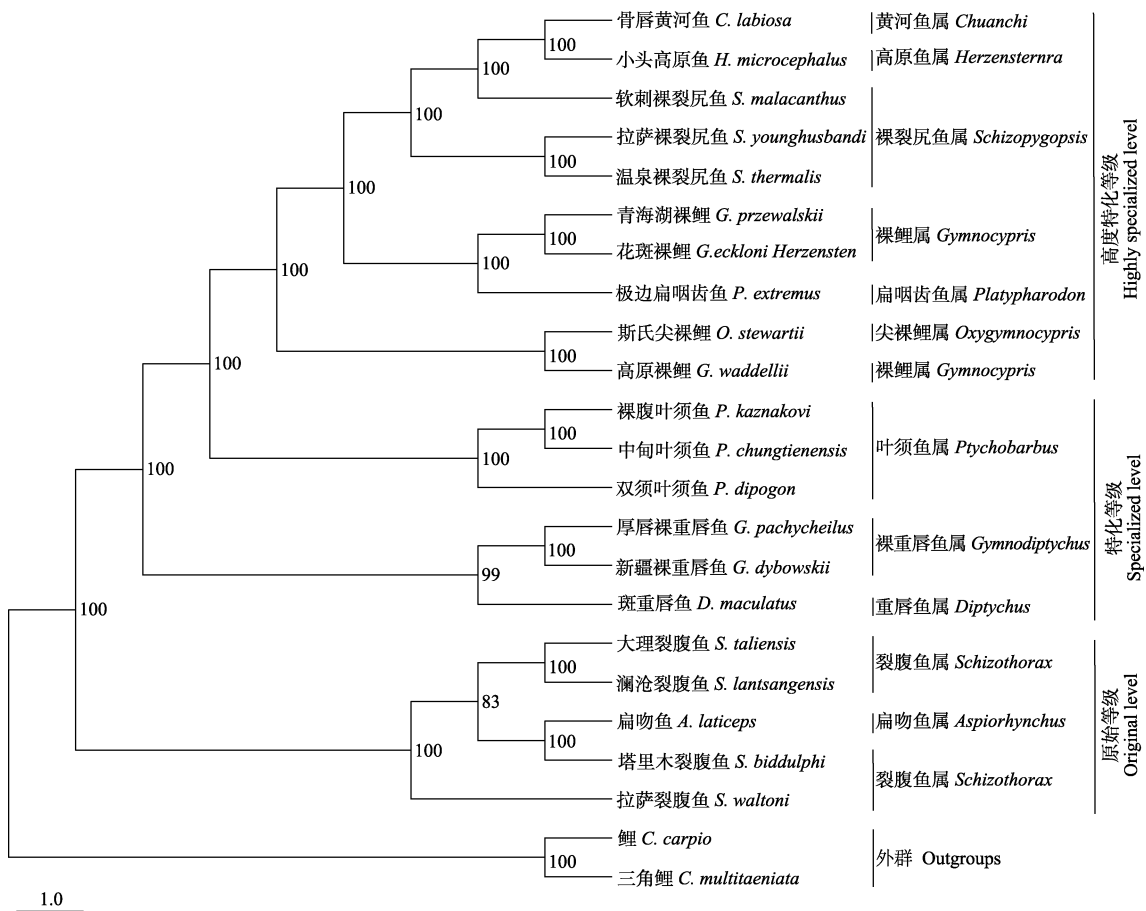 骨唇黄河鱼 C. labiosa 黄河鱼属 Chuanchi
100
小头高原鱼 H. microcephalus 高原鱼属 Herzensternra
100
软刺裸裂尻鱼 S. malacanthus
100
拉萨裸裂尻鱼 S. younghusbandi 裸裂尻鱼属 Schizopygopsis
100
温泉裸裂尻鱼 S. thermalis
100
青海湖裸鲤 G. przewalskii
100
裸鲤属 Gymnocypris
花斑裸鲤 G.eckloni Herzensten
100
100
极边扁咽齿鱼 P. extremus 扁咽齿鱼属 Platypharodon
斯氏尖裸鲤 O. stewartii 尖裸鲤属 Oxygymnocypris
100
100
高原裸鲤 G. waddellii 裸鲤属 Gymnocypris
高度特化等级
Highly specialized level
裸腹叶须鱼 P. kaznakovi
100
中甸叶须鱼 P. chungtienensis 叶须鱼属 Ptychobarbus
100
100
双须叶须鱼 P. dipogon
厚唇裸重唇鱼 G. pachycheilus
裸重唇鱼属 Gymnodiptychus
100
新疆裸重唇鱼 G. dybowskii
99
斑重唇鱼 D. maculatus 重唇鱼属 Diptychus
100
特化等级
Specialized level
大理裂腹鱼 S. taliensis
100
裂腹鱼属 Schizothorax
澜沧裂腹鱼 S. lantsangensis
83
扁吻鱼 A. laticeps 扁吻鱼属 Aspiorhynchus
100
100
塔里木裂腹鱼 S. biddulphi
裂腹鱼属 Schizothorax
拉萨裂腹鱼 S. waltoni
原始等级
Original level
鲤 C. carpio
100
外群 Outgroups
三角鲤 C. multitaeniata
1.0